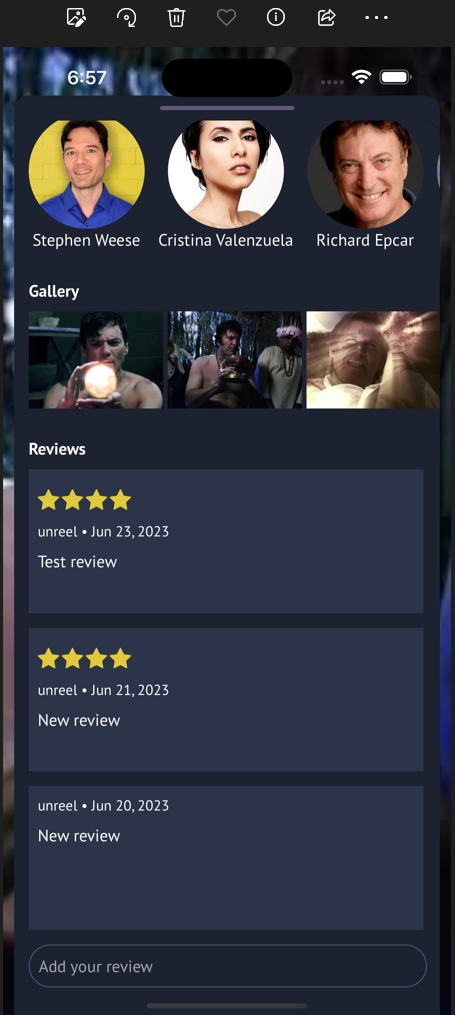 6:57
Stephen Weese
Cristina Valenzuela
Richard Epcar
Gallery
Reviews
unreel • Jun 23, 2023
Test review
unreel • Jun 21, 2023
New review
unreel • Jun 20, 2023
New review
Add your review